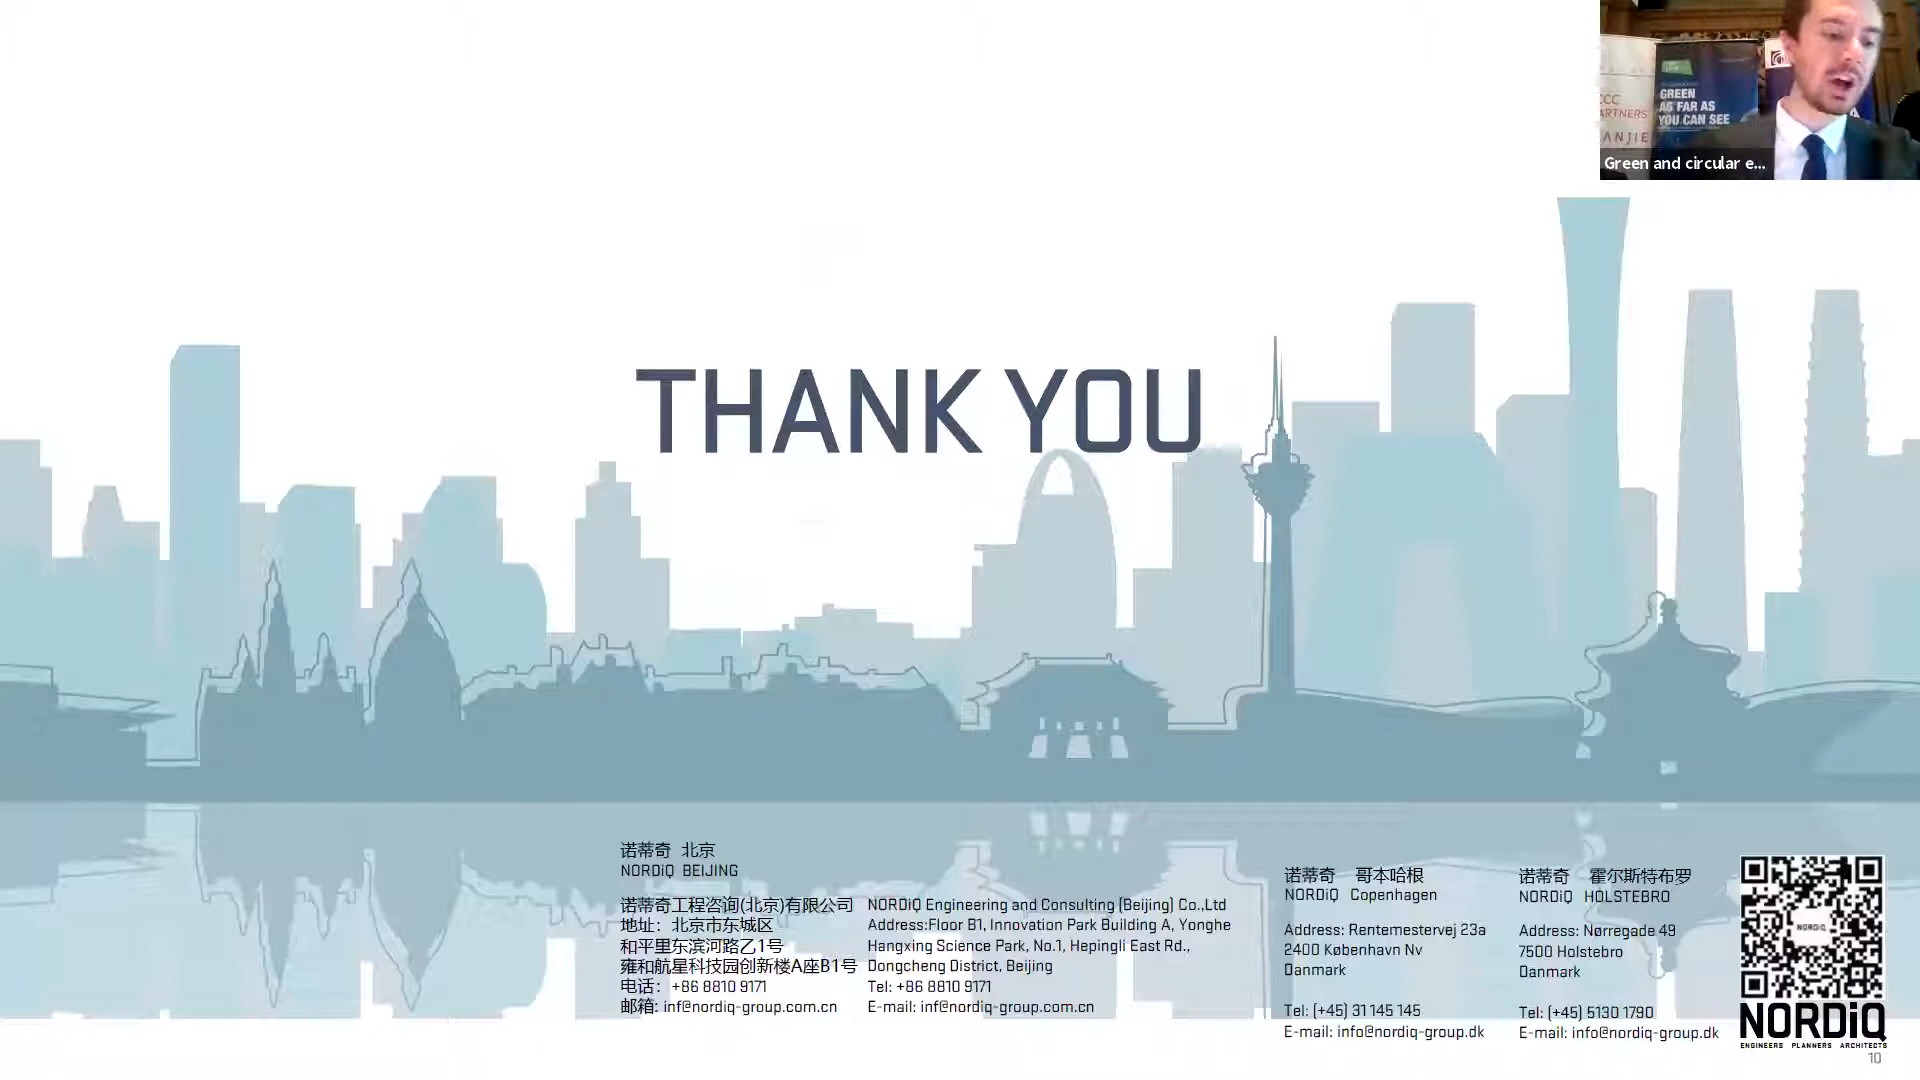 GREEN
AS FAR AS
YOU CAN SEE
CCC
ARTNERS
ANJIE
Green and circular e...
THANK YOU
诺蒂奇 北京
NORDiQ BEIJING
诺蒂奇工程咨询(北京)有限公司
地址：北京市东城区
和平里东滨河路乙1号
雍和航星科技园创新楼A座B1号
电话：+86 8810 9171
邮箱: inf@nordiq-group.com.cn
NORDiQ Engineering and Consulting (Beijing) Co.,Ltd
Address:Floor B1, Innovation Park Building A, Yonghe
Hangxing Science Park, No.1, Hepingli East Rd.,
Dongcheng District, Beijing
Tel: +86 8810 9171
E-mail: inf@nordiq-group.com.cn
诺蒂奇 哥本哈根
NORDiQ Copenhagen
Address: Rentemestervej 23a
2400 København Nv
Danmark
Tel: (+45) 31 145 145
E-mail: info@nordiq-group.dk
诺蒂奇 霍尔斯特布罗
NORDiQ HOLSTEBRO
Address: Nørregade 49
7500 Holstebro
Danmark
Tel: (+45) 5130 1790
E-mail: info@nordiq-group.dk
NORDiQ
NORDiQ
ENGINEERS PLANNERS ARCHITECTS
10